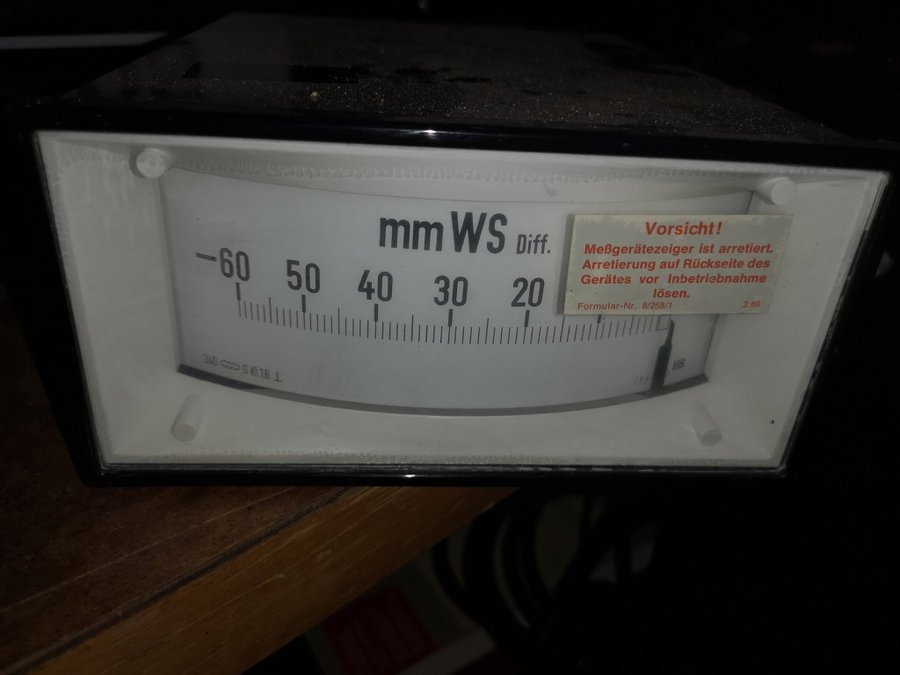 mm WS Diff.
-60 50 40 30 20
Vorsicht!
Meßgerätezeiger ist arretiert.
Arretierung auf Rückseite des
Gerätes vor Inbetriebnahme
lösen.
Formular-Nr. 8/258/1 2.69